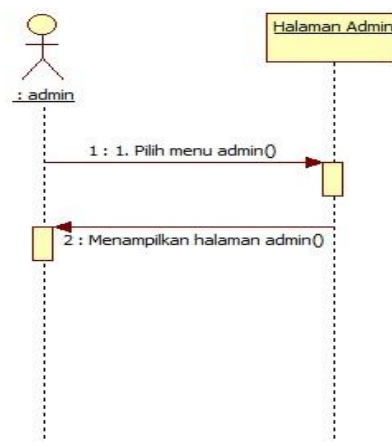 Halaman Admin
: admin
1 : 1. Pilih menu admin()
2 : Menampilkan halaman admin()